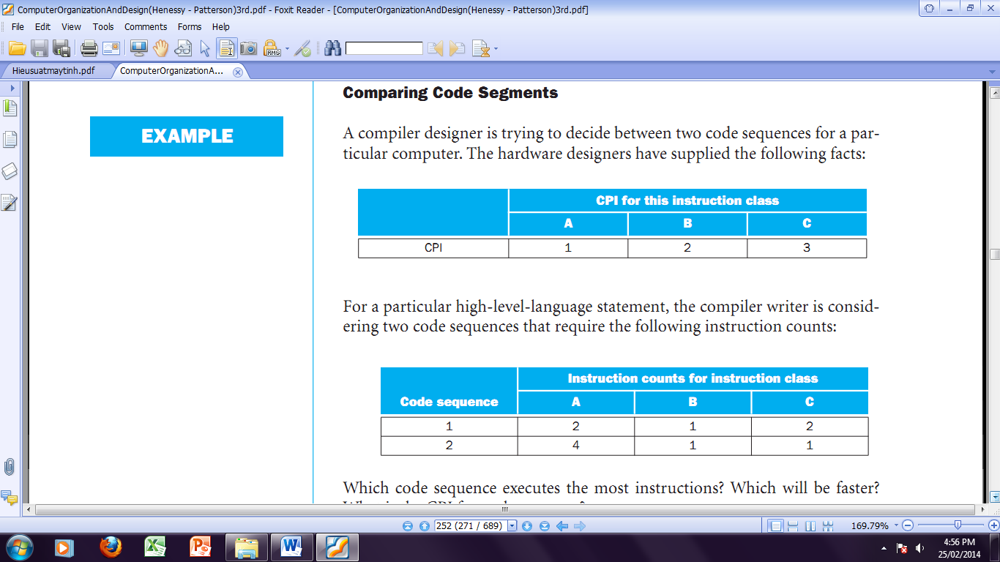 ComputerOrganizationAndDesign(Henessy - Patterson)3rd.pdf - Foxit Reader - [ComputerOrganizationAndDesign(Henessy - Patterson)3rd.pdf]
File Edit View Tools Comments Forms Help
RMS
Hieusuatmaytinh.pdf ComputerOrganizationA...
Comparing Code Segments
EXAMPLE
A compiler designer is trying to decide between two code sequences for a par-
ticular computer. The hardware designers have supplied the following facts:
CPI for this instruction class
A B C
CPI 1 2 3
For a particular high-level-language statement, the compiler writer is consid-
ering two code sequences that require the following instruction counts:
Instruction counts for instruction class
Code sequence A B C
1 2 1 2
2 4 1 1
Which code sequence executes the most instructions? Which will be faster?
252 (271 / 689) 169.79%
4:56 PM
25/02/2014